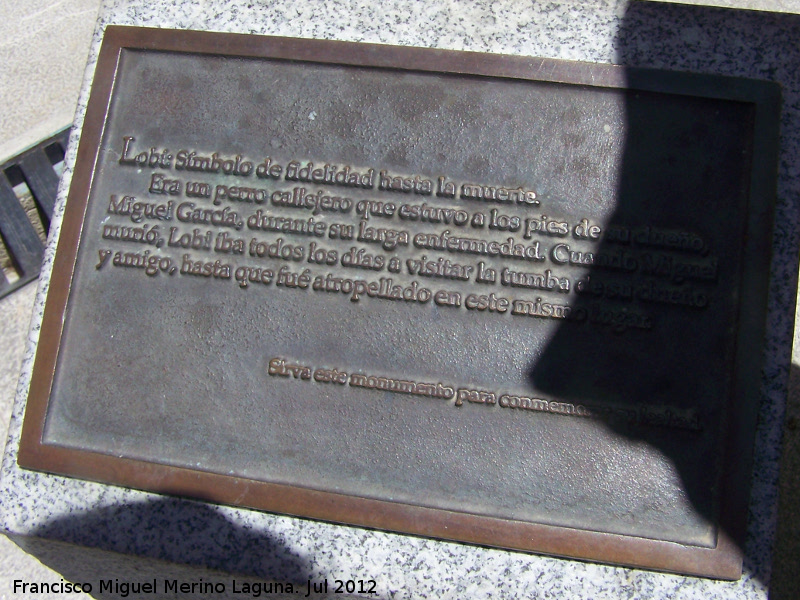 Lobi: Símbolo de fidelidad hasta la muerte.
Era un perro callejero que estuvo a los pies de su dueño,
Miguel García, durante su larga enfermedad. Cuando Miguel
murió, Lobi iba todos los días a visitar la tumba de su dueño
y amigo, hasta que fué atropellado en este mismo lugar.
Sirva este monumento para conmemorar su lealtad.
Francisco Miguel Merino Laguna. Jul 2012